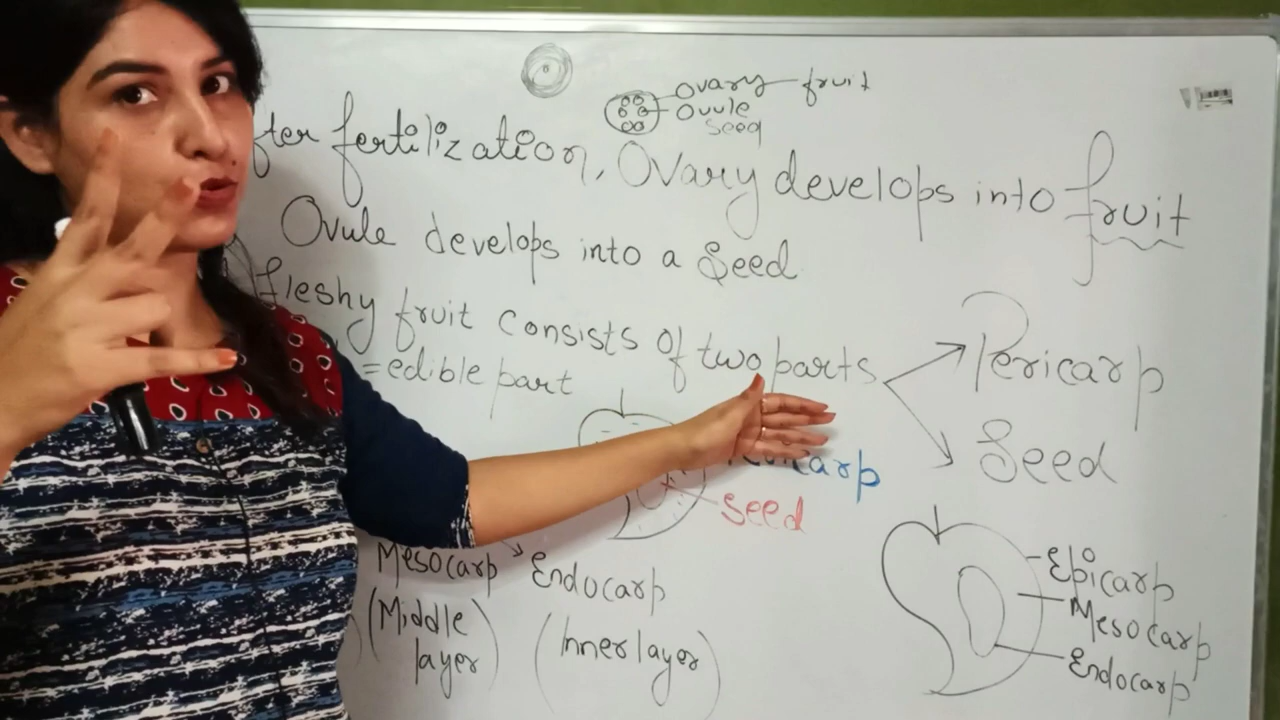 Ovary fruit
Ovule
Seed
fter fertilization, Ovary develops into fruit
Ovule develops into a Seed
fleshy fruit consists of two parts
Pericarp
= edible part
Seed
carp
Seed
Epicarp
Mesocarp
Endocarp
Mesocarp Endocarp
(Middle layer) (Inner layer)